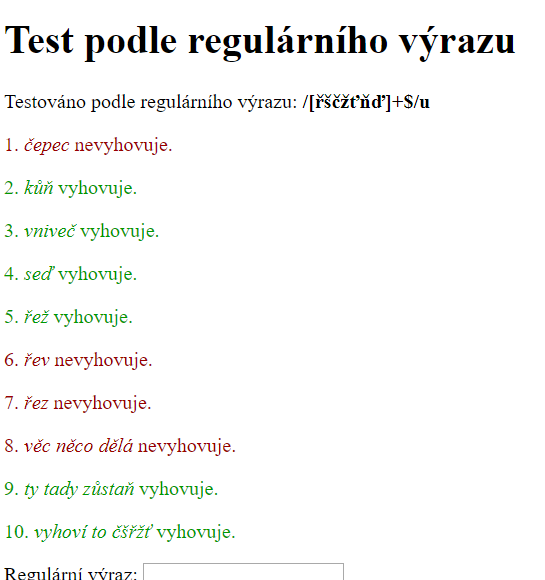 Test podle regulárního výrazu
Testováno podle regulárního výrazu: /[řščžťňď]+$/u
1. čepec nevyhovuje.
2. kůň vyhovuje.
3. vniveč vyhovuje.
4. seď vyhovuje.
5. řež vyhovuje.
6. řev nevyhovuje.
7. řez nevyhovuje.
8. věc něco dělá nevyhovuje.
9. ty tady zůstaň vyhovuje.
10. vyhoví to čšřžť vyhovuje.
Regulární výraz: